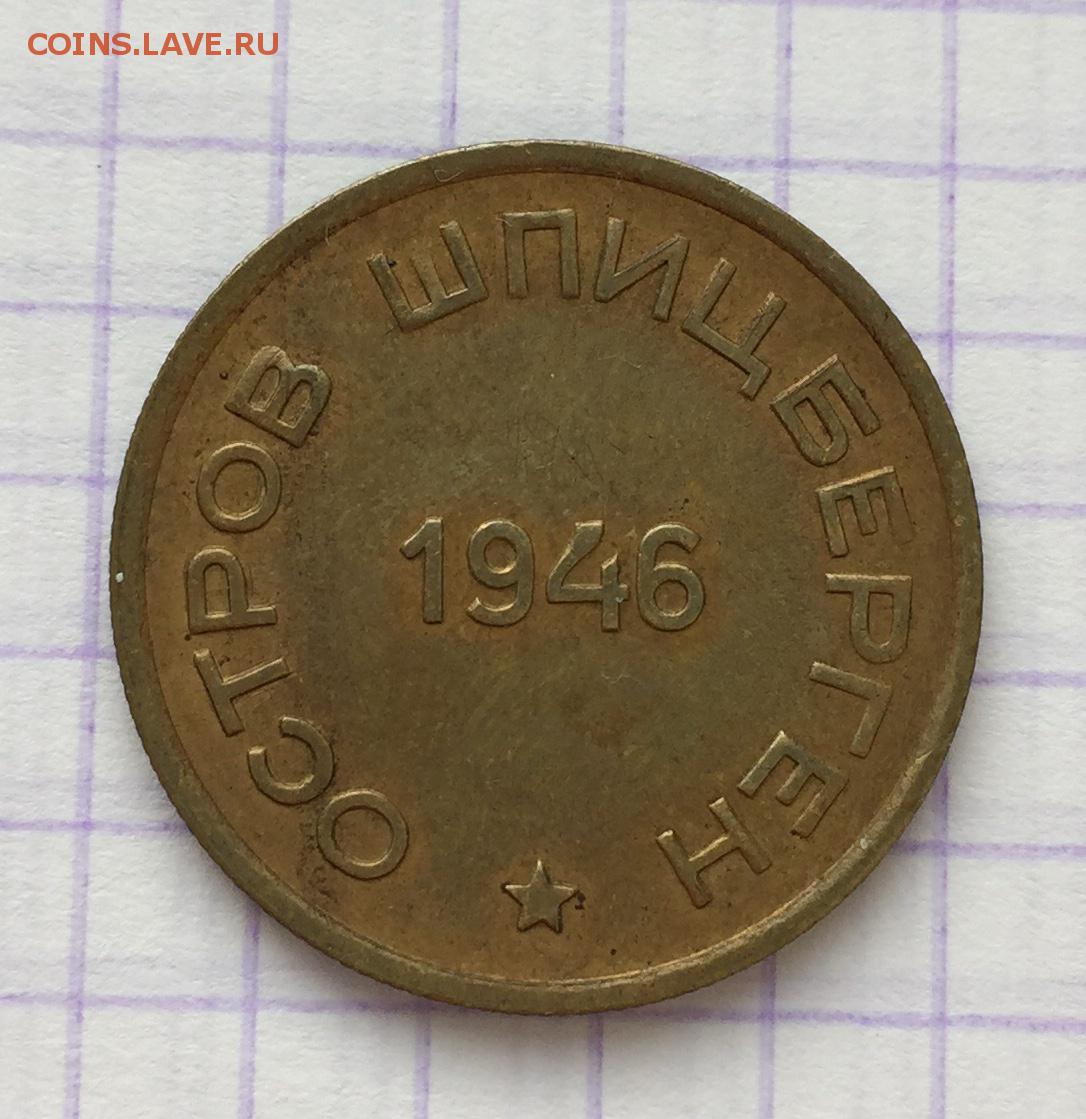 COINS.LAVE.RU
ОСТРОВ ШПИЦБЕРГЕН
1946